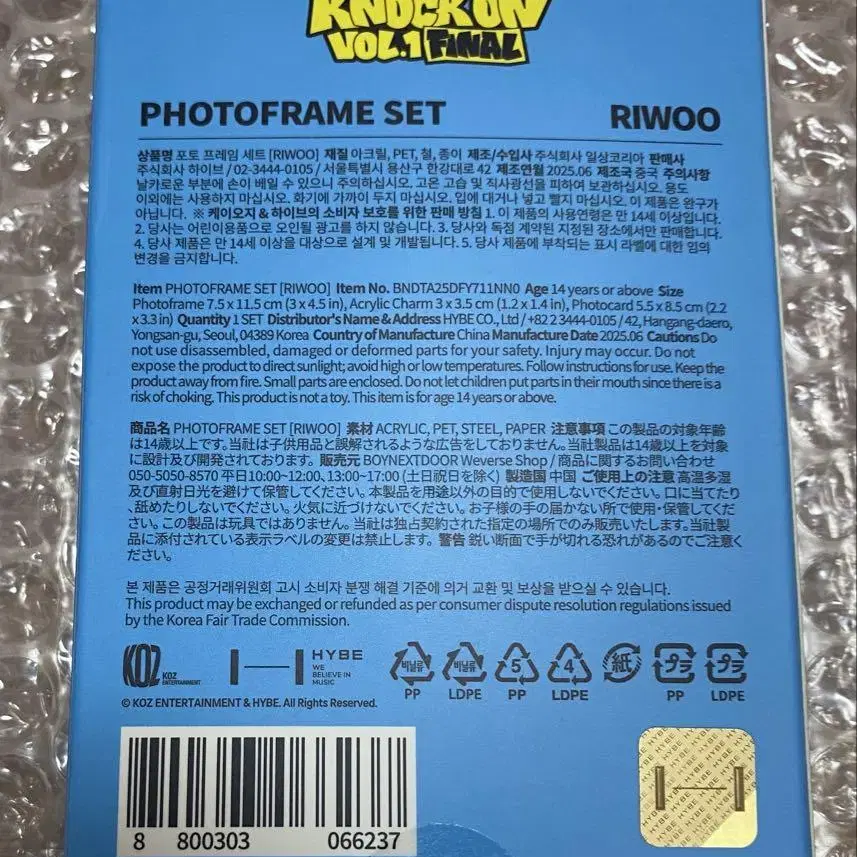 KNOCK ON
VOL.1 FINAL
PHOTOFRAME SET
RIWOO
상품명 포토 프레임 세트 [RIWOO] 재질 아크릴, PET, 철, 종이 제조/수입사 주식회사 일상코리아 판매사
주식회사 하이브 / 02-3444-0105 / 서울특별시 용산구 한강대로 42 제조연월 2025.06 제조국 중국 주의사항
날카로운 부분에 손이 베일 수 있으니 주의하십시오. 고온 고습 및 직사광선을 피하여 보관하십시오. 용도
이외에는 사용하지 마십시오. 화기에 가까이 두지 마십시오. 입에 대거나 넣고 빨지 마십시오. 이 제품은 완구가
아닙니다. ※ 케이오지 & 하이브의 소비자 보호를 위한 판매 방침 1. 이 제품의 사용연령은 만 14세 이상입니다.
2. 당사는 어린이용품으로 오인될 광고를 하지 않습니다. 3. 당사와 독점 계약된 지정된 장소에서만 판매합니다.
4. 당사 제품은 만 14세 이상을 대상으로 설계 및 개발됩니다. 5. 당사 제품에 부착되는 표시 라벨에 대한 임의
변경을 금지합니다.
Item PHOTOFRAME SET [RIWOO] Item No. BNDTA25DFY711NN0 Age 14 years or above Size
Photoframe 7.5 x 11.5 cm (3 x 4.5 in), Acrylic Charm 3 x 3.5 cm (1.2 x 1.4 in), Photocard 5.5 x 8.5 cm (2.2
x 3.3 in) Quantity 1 SET Distributor's Name & Address HYBE CO., Ltd / +82 2 3444-0105 / 42, Hangang-daero,
Yongsan-gu, Seoul, 04389 Korea Country of Manufacture China Manufacture Date 2025.06 Cautions Do
not use disassembled, damaged or deformed parts for your safety. Injury may occur. Do not
expose the product to direct sunlight; avoid high or low temperatures. Follow instructions for use. Keep the
product away from fire. Small parts are enclosed. Do not let children put parts in their mouth since there is a
risk of choking. This product is not a toy. This item is for age 14 years or above.
商品名 PHOTOFRAME SET [RIWOO] 素材 ACRYLIC, PET, STEEL, PAPER 注意事項 この製品の対象年齢
は14歳以上です。当社は子供用品と誤解されるような広告をしておりません。当社製品は14歳以上を対象
に設計及び開発されております。 販売元 BOYNEXTDOOR Weverse Shop / 商品に関するお問い合わせ
050-5050-8570 平日10:00~12:00、13:00~17:00 (土日祝日を除く) 製造国 中国 ご使用上の注意 高温多湿
及び直射日光を避けて保管してください。本製品を用途以外の目的で使用しないでください。口に当てたり
、舐めたりしないでください。火気に近づけないでください。お子様の手の届かない所で使用・保管してくだ
さい。この製品は玩具ではありません。当社は独占契約された指定の場所でのみ販売いたします。当社製
品に添付されている表示ラベルの変更は禁止します。 警告 鋭い断面で手が切れる恐れがあるのでご注意く
ださい。
본 제품은 공정거래위원회 고시 소비자 분쟁 해결 기준에 의거 교환 및 보상을 받으실 수 있습니다.
This product may be exchanged or refunded as per consumer dispute resolution regulations issued
by the Korea Fair Trade Commission.
KOZ KOZ ENTERTAINMENT
HYBE
WE
BELIEVE IN
MUSIC
비닐류 PP
비닐류 LDPE
5 PP
4 LDPE
紙
プラ PP
プラ LDPE
© KOZ ENTERTAINMENT & HYBE. All Rights Reserved.
8 800303 066237
HYBE HYBE HYBE